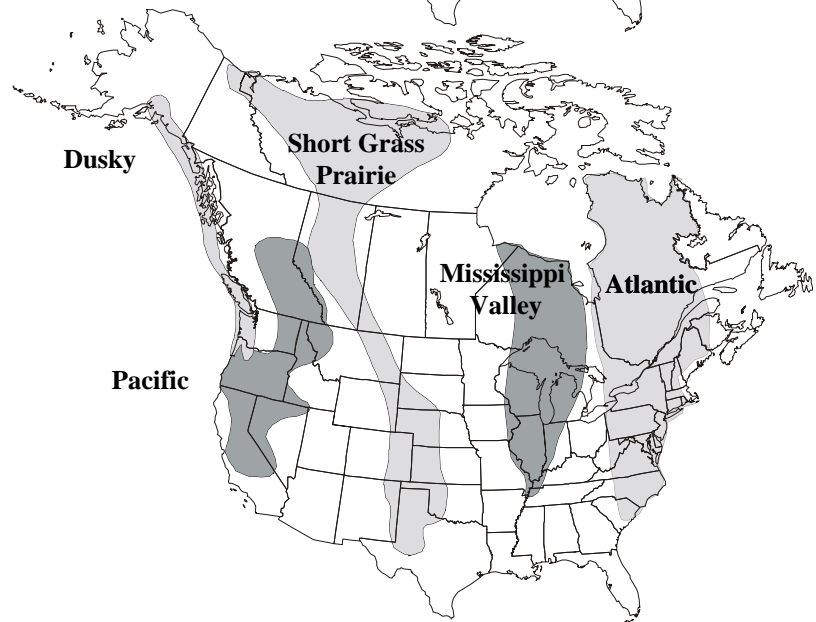 Short Grass
Prairie
Dusky
Mississippi
Valley
Atlantic
Pacific